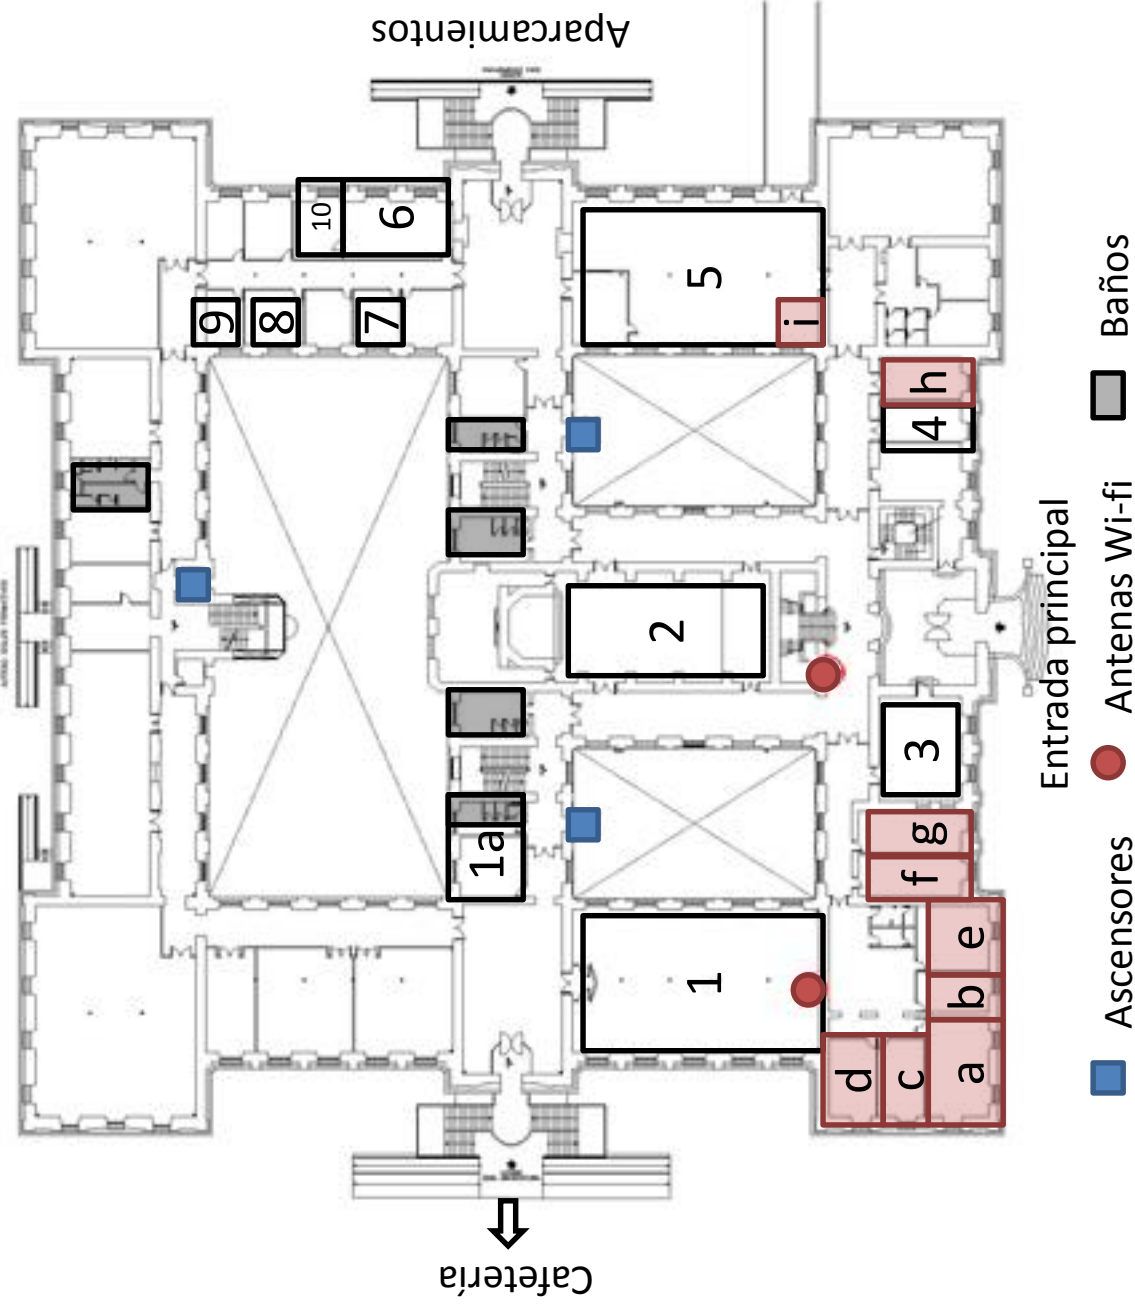 Aparcamientos
10
6
9
8
7
5
i
h
4
2
1a
3
g
f
1
e
b
d
c
a
Entrada principal
Cafetería
Ascensores
Antenas Wi-fi
Baños